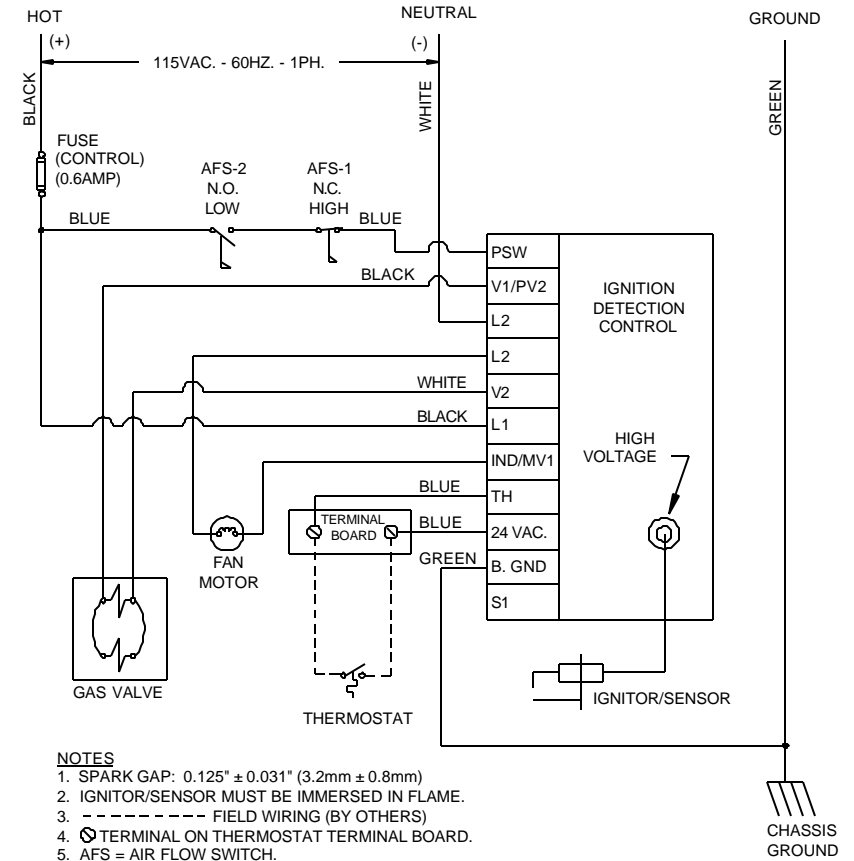 HOT
NEUTRAL
GROUND
(+)
(-)
115VAC. - 60HZ. - 1PH.
BLACK
WHITE
GREEN
FUSE
(CONTROL)
(0.6AMP)
AFS-2
N.O.
LOW
AFS-1
N.C.
HIGH
BLUE
BLUE
PSW
BLACK
V1/PV2
IGNITION
DETECTION
CONTROL
L2
L2
WHITE
V2
BLACK
L1
HIGH
VOLTAGE
IND/MV1
BLUE
TH
TERMINAL
BOARD
BLUE
24 VAC.
FAN
MOTOR
GREEN
B. GND
S1
GAS VALVE
IGNITOR/SENSOR
THERMOSTAT
NOTES
1. SPARK GAP: 0.125" ± 0.031" (3.2mm ± 0.8mm)
2. IGNITOR/SENSOR MUST BE IMMERSED IN FLAME.
3. - - - - - - - - - - FIELD WIRING (BY OTHERS)
4. TERMINAL ON THERMOSTAT TERMINAL BOARD.
5. AFS = AIR FLOW SWITCH.
CHASSIS
GROUND